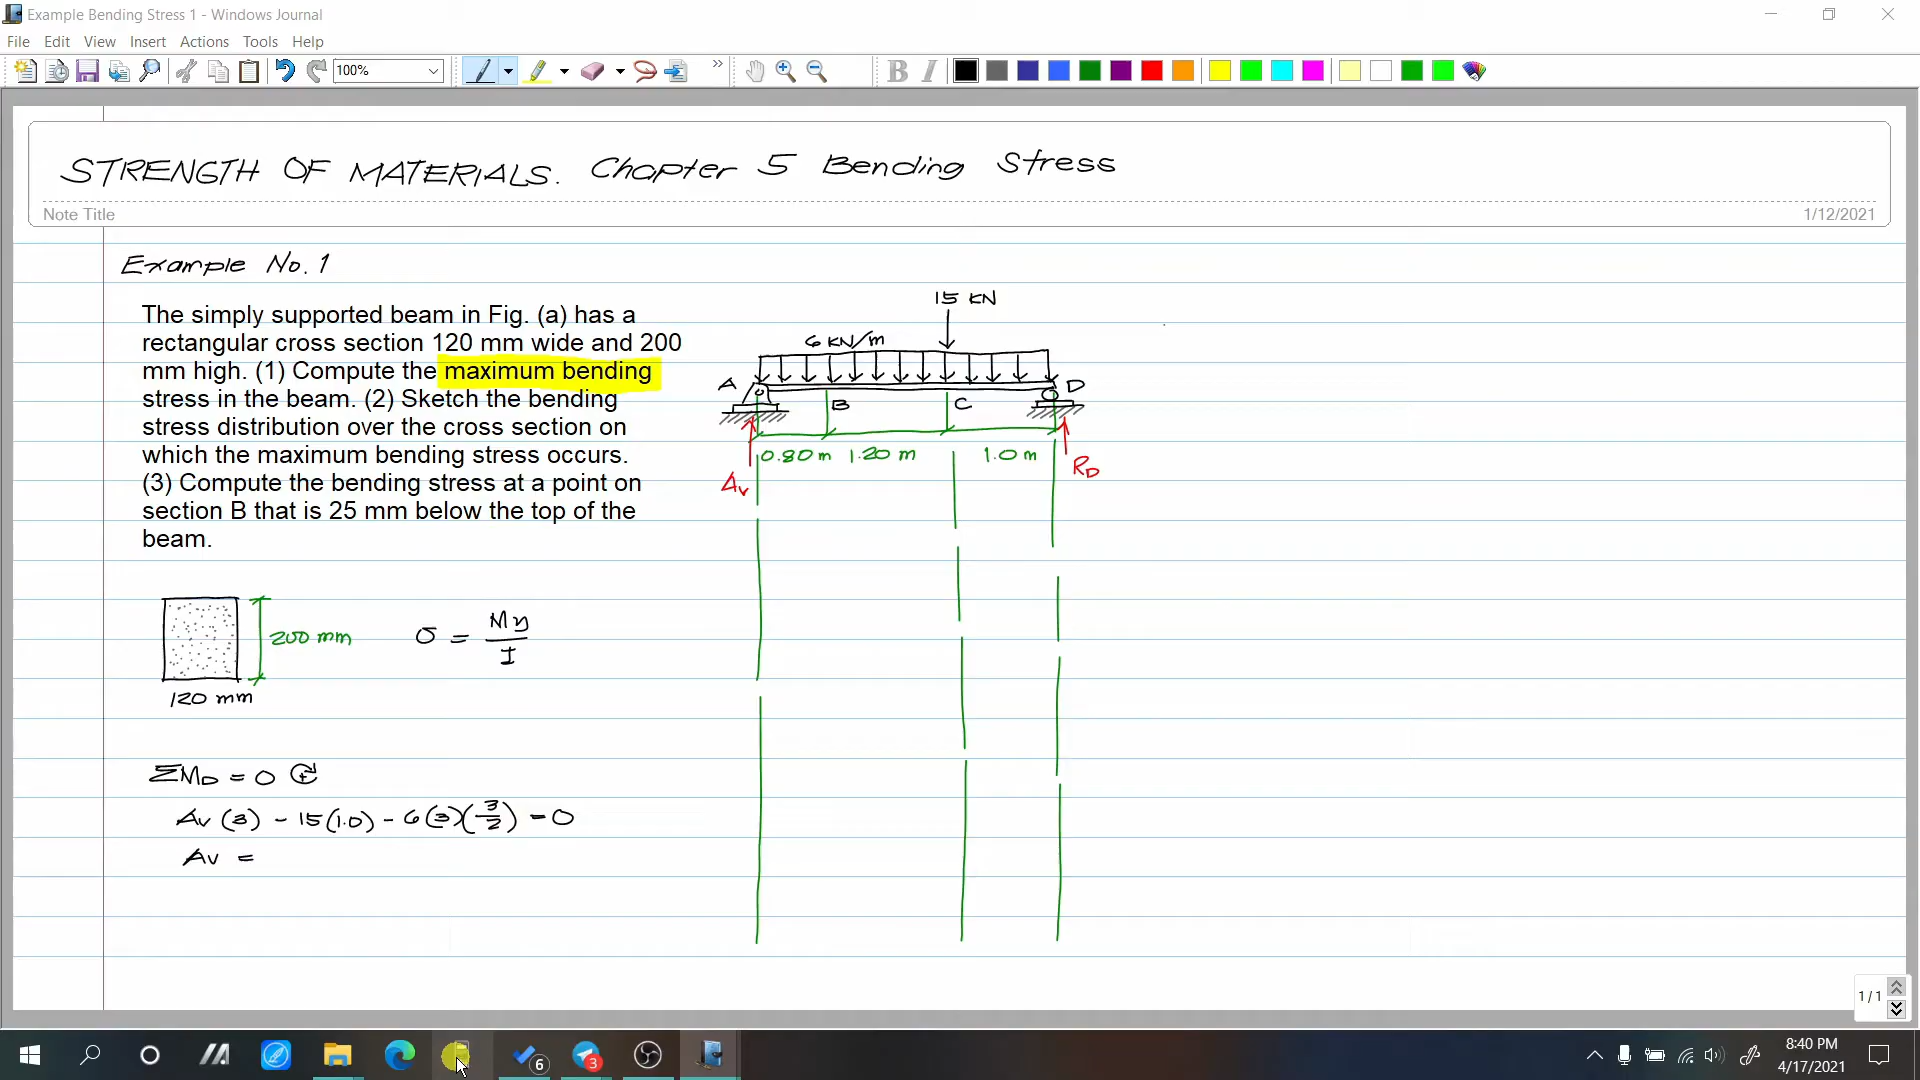 Example Bending Stress 1 - Windows Journal
File Edit View Insert Actions Tools Help
100%
B I
STRENGTH OF MATERIALS. Chapter 5 Bending Stress
Note Title
1/12/2021
Example No. 1
The simply supported beam in Fig. (a) has a
rectangular cross section 120 mm wide and 200
mm high. (1) Compute the maximum bending
stress in the beam. (2) Sketch the bending
stress distribution over the cross section on
which the maximum bending stress occurs.
(3) Compute the bending stress at a point on
section B that is 25 mm below the top of the
beam.
15 KN
6 KN/m
A
B
C
D
0.80 m 1.20 m 1.0 m
Av
RD
200 mm
120 mm
σ = My/I
ΣMD = 0
Av (3) - 15(1.0) - 6(3)(3/2) = 0
Av =
1/1
6
3
8:40 PM
4/17/2021